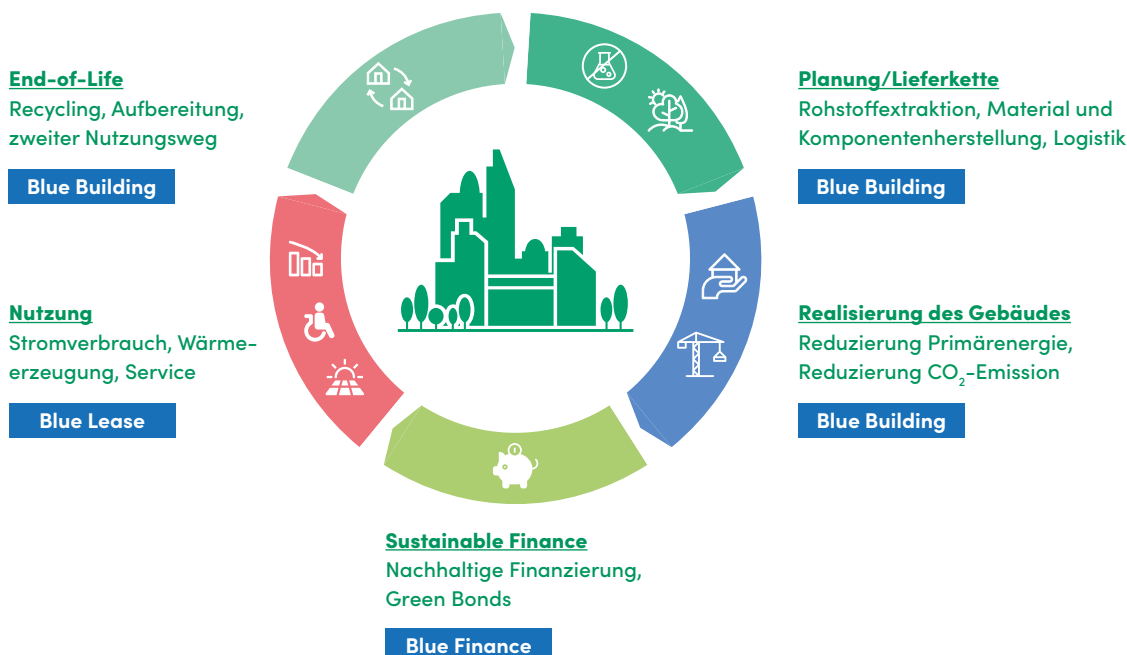 End-of-Life
Recycling, Aufbereitung,
zweiter Nutzungsweg
Blue Building
Planung/Lieferkette
Rohstoffextraktion, Material und
Komponentenherstellung, Logistik
Blue Building
Nutzung
Stromverbrauch, Wärme-
erzeugung, Service
Blue Lease
Realisierung des Gebäudes
Reduzierung Primärenergie,
Reduzierung CO₂-Emission
Blue Building
Sustainable Finance
Nachhaltige Finanzierung,
Green Bonds
Blue Finance